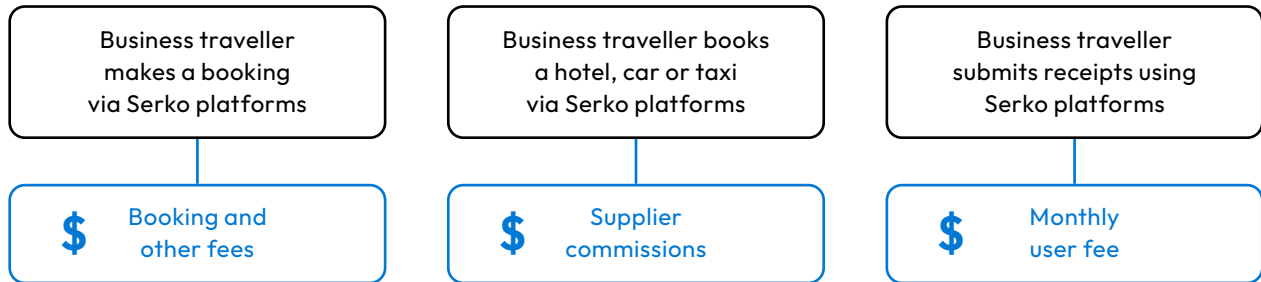 Business traveller
makes a booking
via Serko platforms
Business traveller books
a hotel, car or taxi
via Serko platforms
Business traveller
submits receipts using
Serko platforms
$ Booking and
other fees
$ Supplier
commissions
$ Monthly
user fee